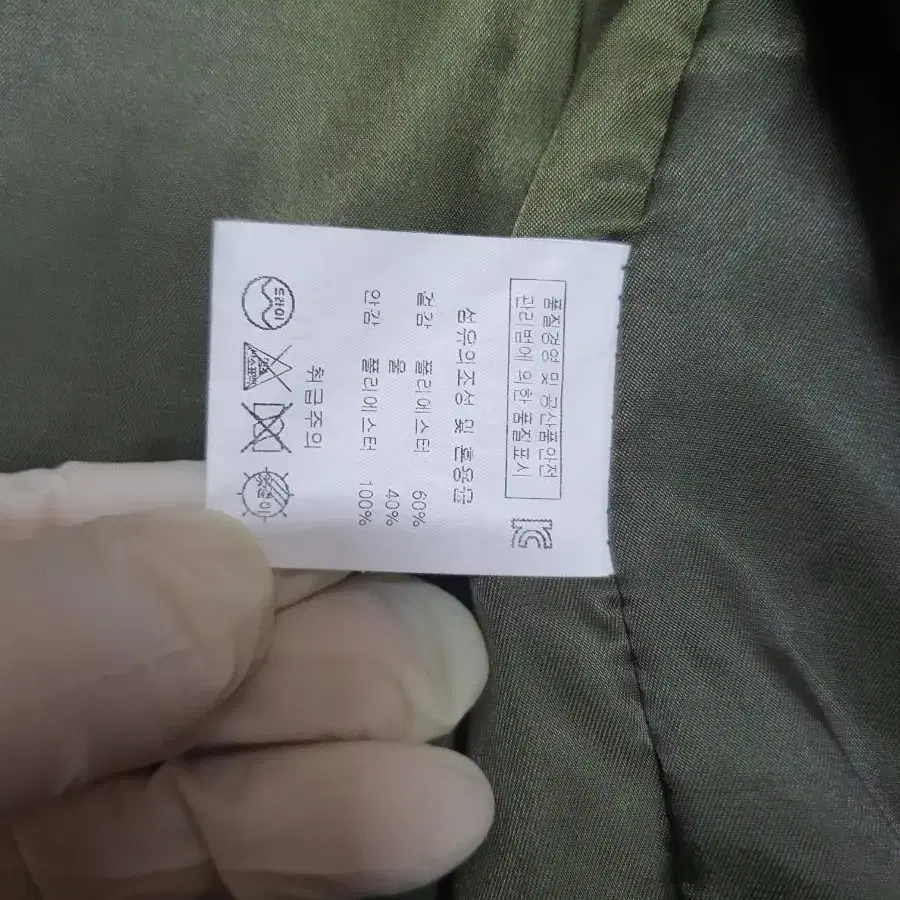 품질경영 및 공산품안전
관리법에 의한 품질표시
섬유의조성 및 혼용율
겉감 폴리에스터 60%
울 40%
안감 폴리에스터 100%
취급주의
드라이